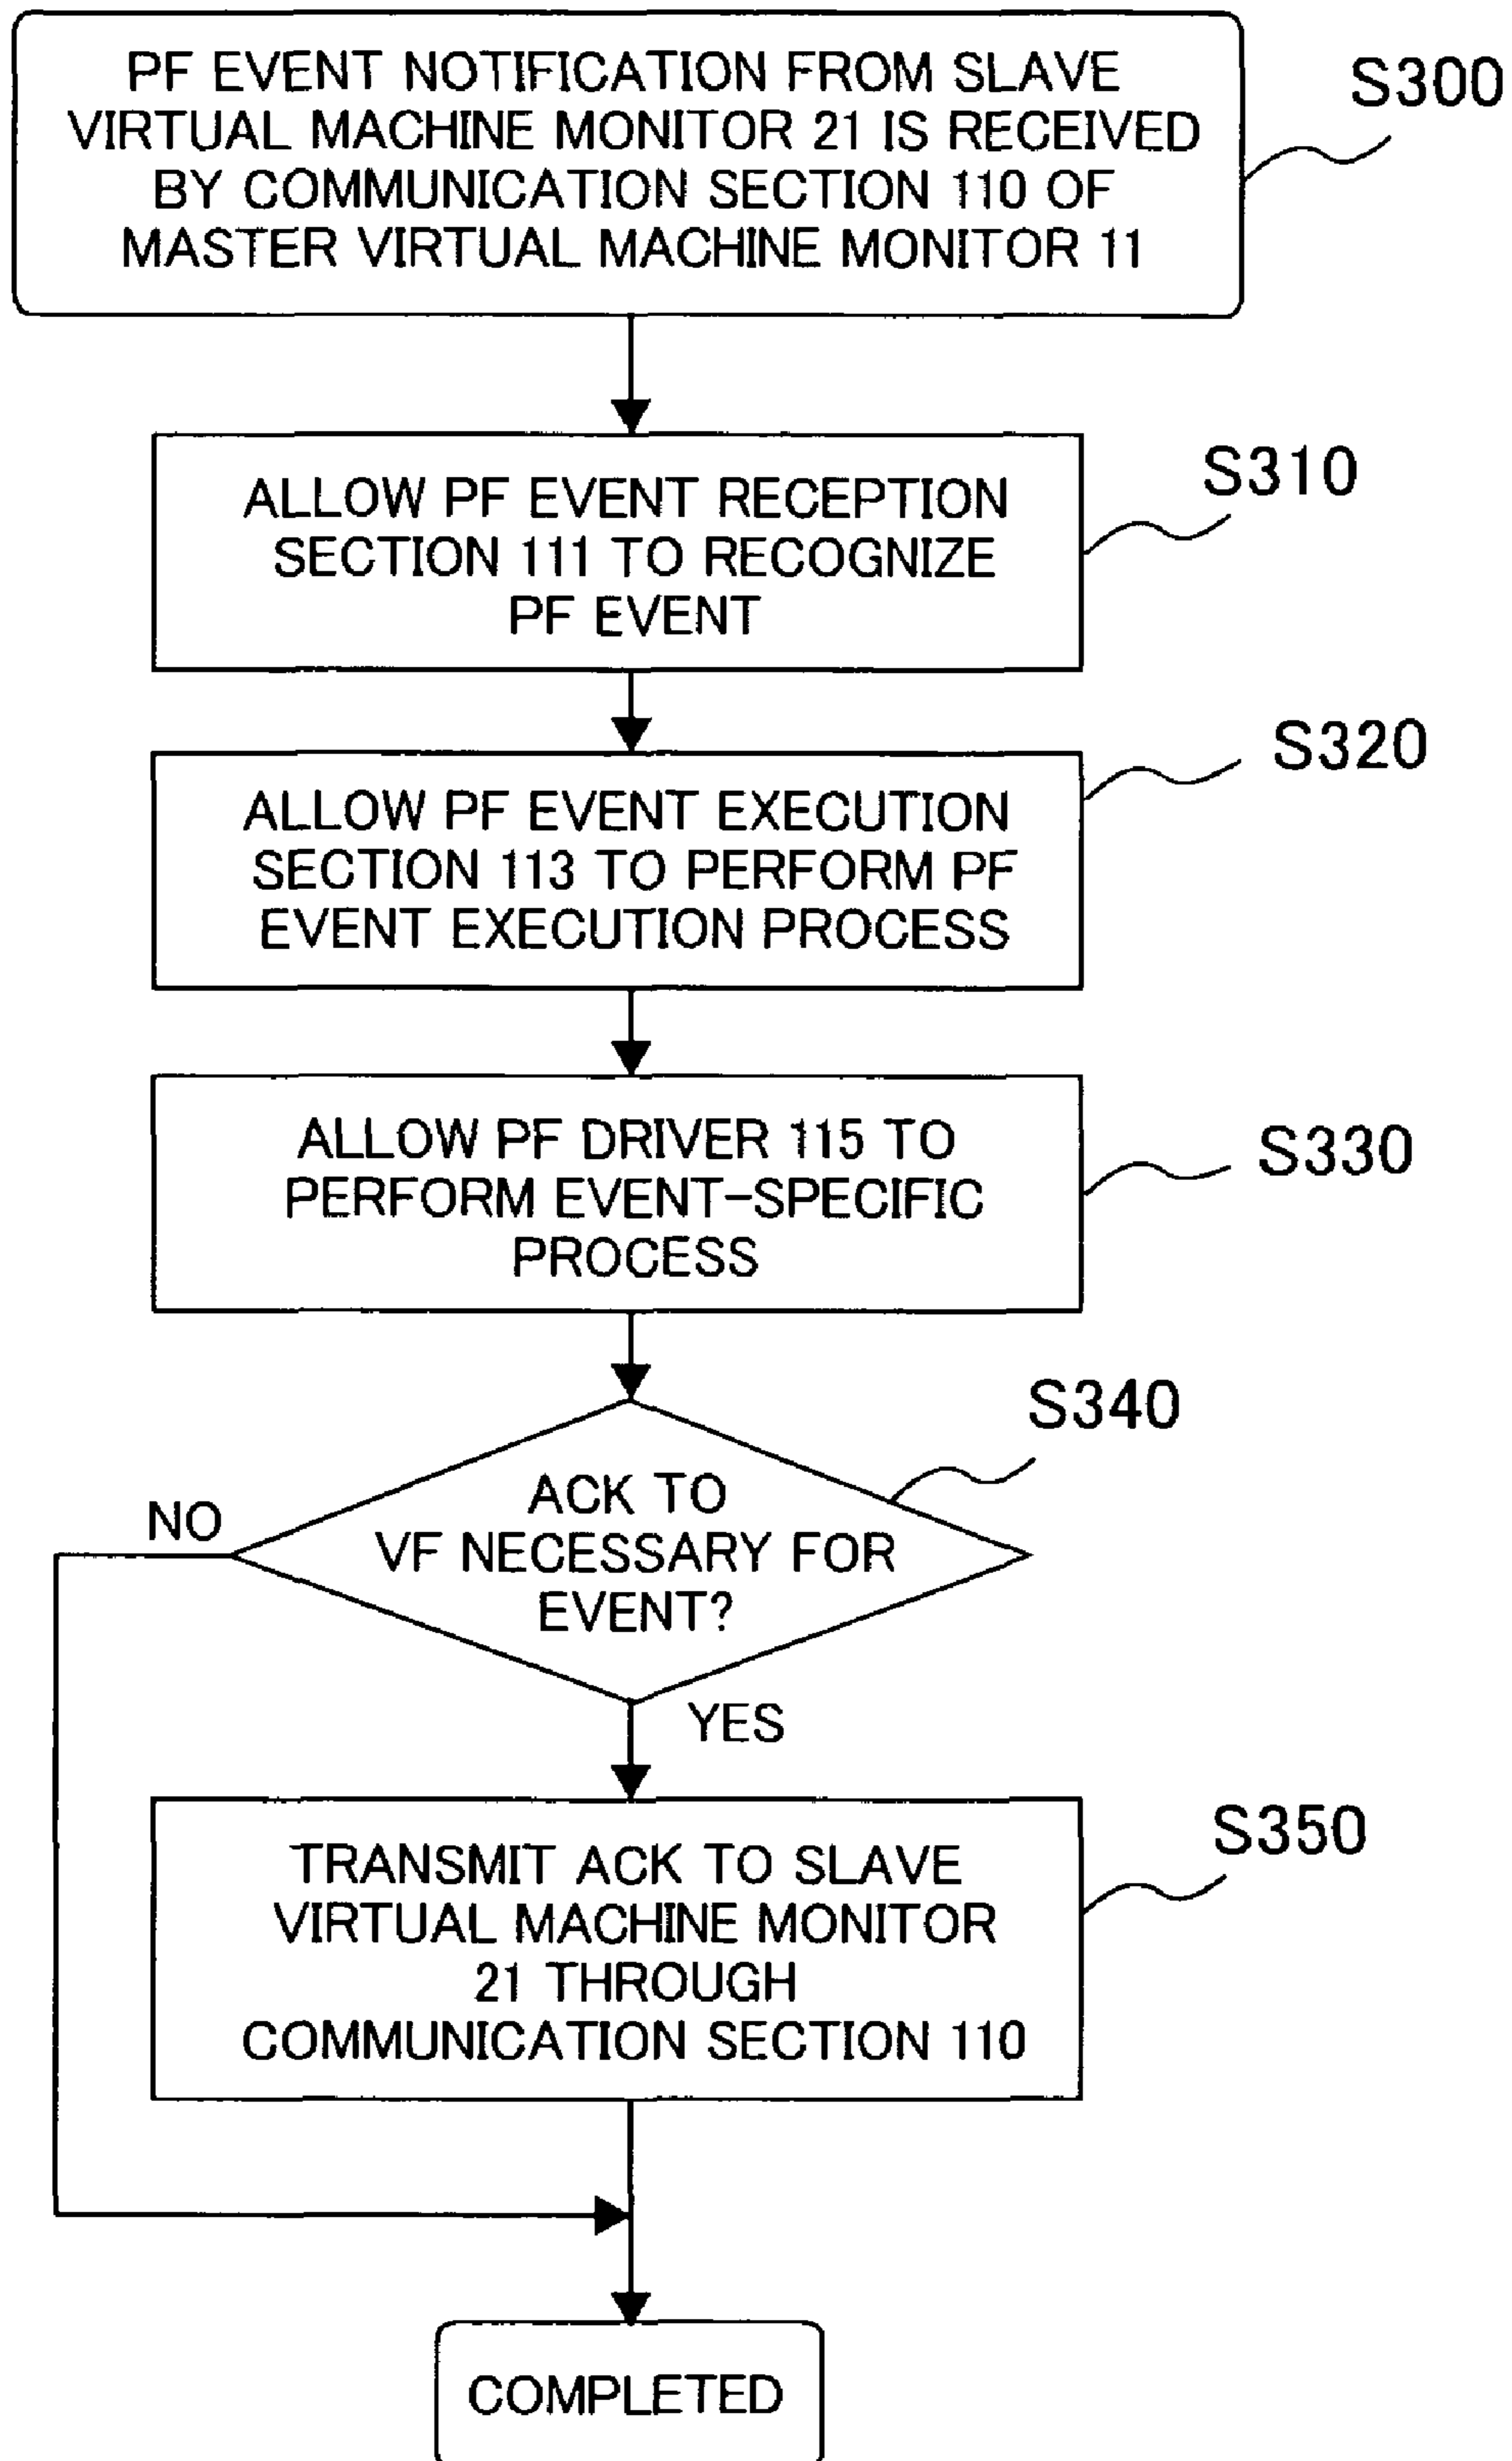 PF EVENT NOTIFICATION FROM SLAVE
VIRTUAL MACHINE MONITOR 21 IS RECEIVED
BY COMMUNICATION SECTION 110 OF
MASTER VIRTUAL MACHINE MONITOR 11
S300
ALLOW PF EVENT RECEPTION
SECTION 111 TO RECOGNIZE
PF EVENT
S310
ALLOW PF EVENT EXECUTION
SECTION 113 TO PERFORM PF
EVENT EXECUTION PROCESS
S320
ALLOW PF DRIVER 115 TO
PERFORM EVENT-SPECIFIC
PROCESS
S330
ACK TO
VF NECESSARY FOR
EVENT?
S340
NO
YES
TRANSMIT ACK TO SLAVE
VIRTUAL MACHINE MONITOR
21 THROUGH
COMMUNICATION SECTION 110
S350
COMPLETED